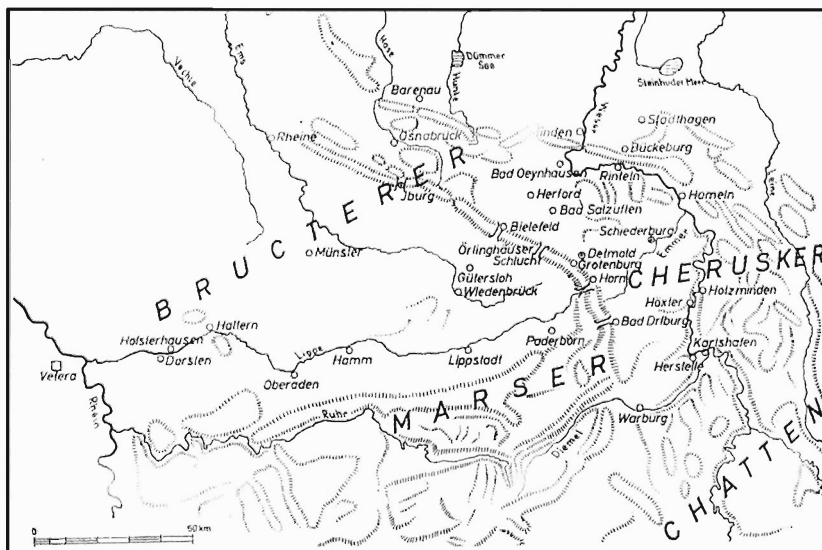 Vechte
Ems
Hase
Hunte
Dümmer
See
Weser
Steinhuder Meer
Leine
Barenau
Stadthagen
Rheine
Osnabrück
Minden
Bückeburg
Bad Oeynhausen
Rinteln
Jburg
Herford
Hameln
Bad Salzuflen
Bielefeld
Schiederburg
Emmer
Münster
Örlinghäuser
Schlucht
Detmold
Grotenburg
Horn
BRUCTERER
CHERUSKER
Gütersloh
Wiedenbrück
Höxter
Holzminden
Haltern
Holsterhausen
Dorsten
Lippe
Hamm
Lippstadt
Paderborn
Bad Driburg
Karlshafen
Herstelle
Vetera
Rhein
Oberaden
Ruhr
MARSER
Diemel
Warburg
CHATTEN
0
50 km